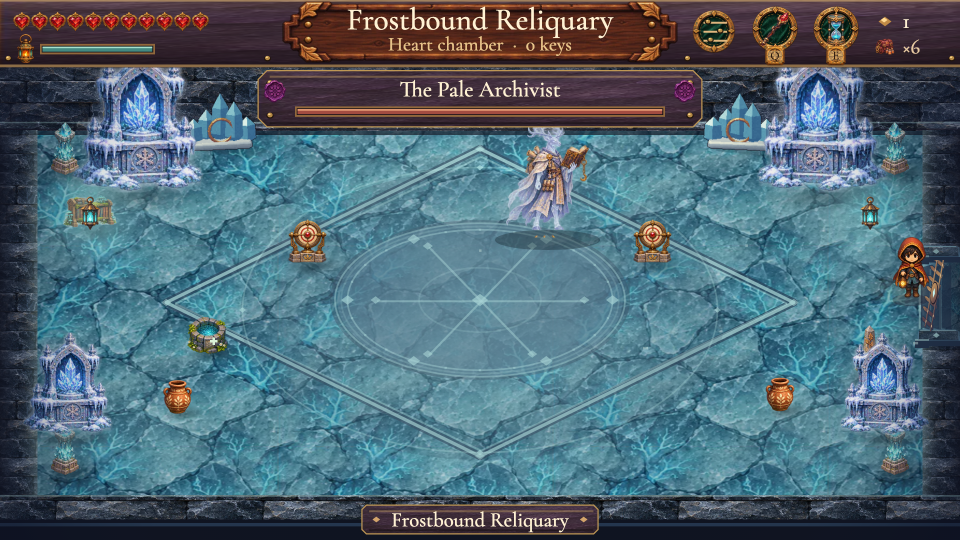 Frostbound Reliquary
Heart chamber · 0 keys
Q
E
1
×6
The Pale Archivist
Frostbound Reliquary